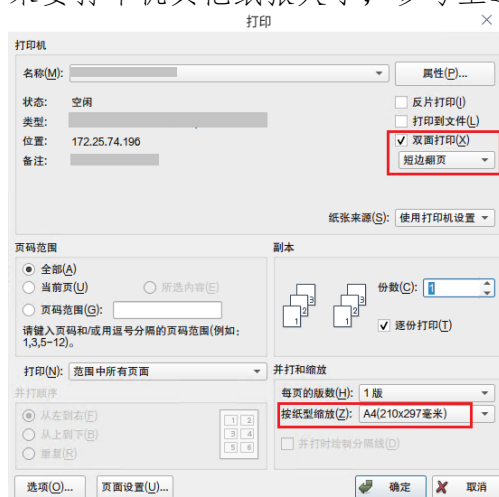 打印
打印机
名称(M):
属性(P)...
状态: 空闲
反片打印(I)
类型:
打印到文件(L)
位置: 172.25.74.196
双面打印(X)
备注:
短边翻页
纸张来源(S): 使用打印机设置
页码范围
副本
全部(A)
当前页(U) 所选内容(E)
份数(C): 1
页码范围(G):
逐份打印(T)
请键入页码和/或用逗号分隔的页码范围(例如:
1,3,5-12)。
打印(N): 范围中所有页面
并打和缩放
并打顺序
每页的版数(H): 1 版
从左到右(F)
按纸型缩放(Z): A4(210x297毫米)
从上到下(B)
重复(R)
并打时绘制分隔线(D)
选项(O)... 页面设置(U)... 确定 取消